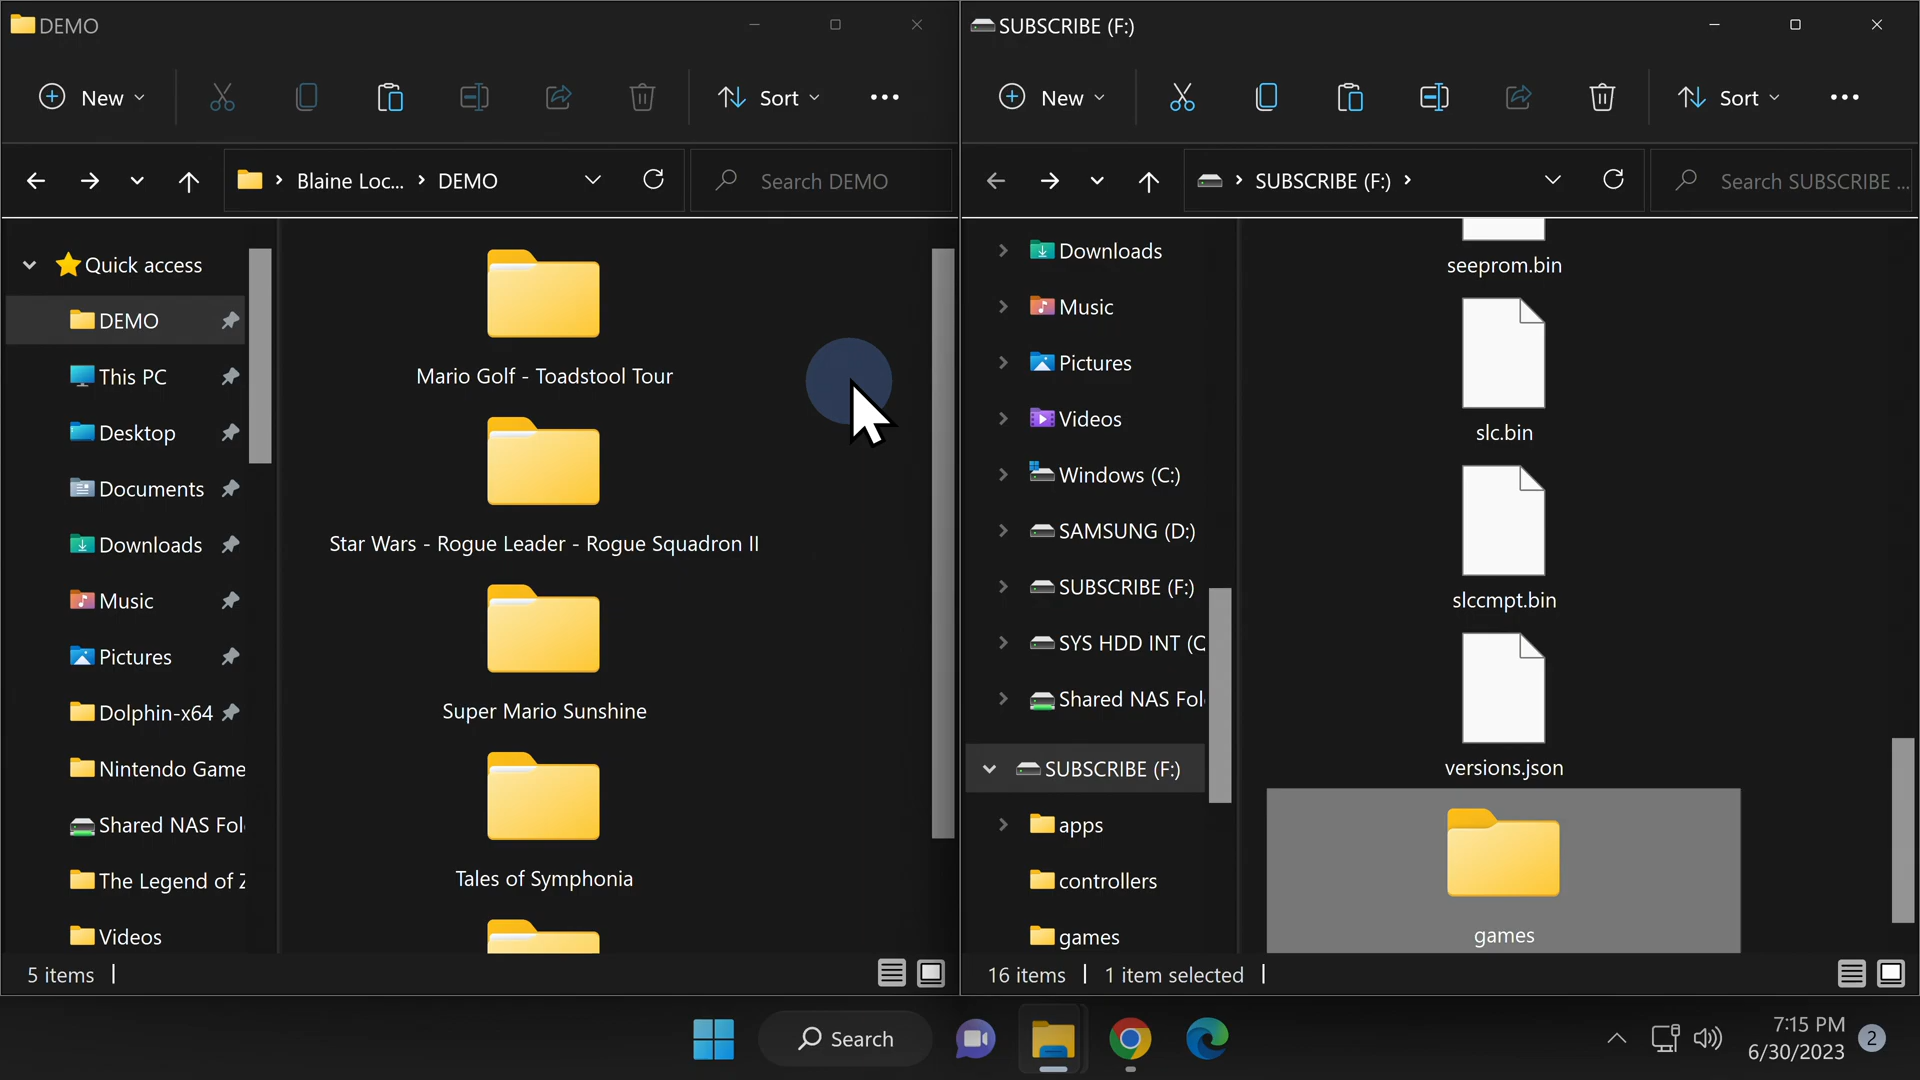 DEMO
New
Sort
Blaine Loc...
DEMO
Search DEMO
Quick access
DEMO
This PC
Desktop
Documents
Downloads
Music
Pictures
Dolphin-x64
Nintendo Game
Shared NAS Fol
The Legend of Z
Videos
Mario Golf - Toadstool Tour
Star Wars - Rogue Leader - Rogue Squadron II
Super Mario Sunshine
Tales of Symphonia
5 items
SUBSCRIBE (F:)
New
Sort
SUBSCRIBE (F:)
Search SUBSCRIBE ...
Downloads
Music
Pictures
Videos
Windows (C:)
SAMSUNG (D:)
SUBSCRIBE (F:)
SYS HDD INT (Q
Shared NAS Fol
SUBSCRIBE (F:)
apps
controllers
games
seeprom.bin
slc.bin
slccmpt.bin
versions.json
games
16 items
1 item selected
Search
7:15 PM
6/30/2023
2